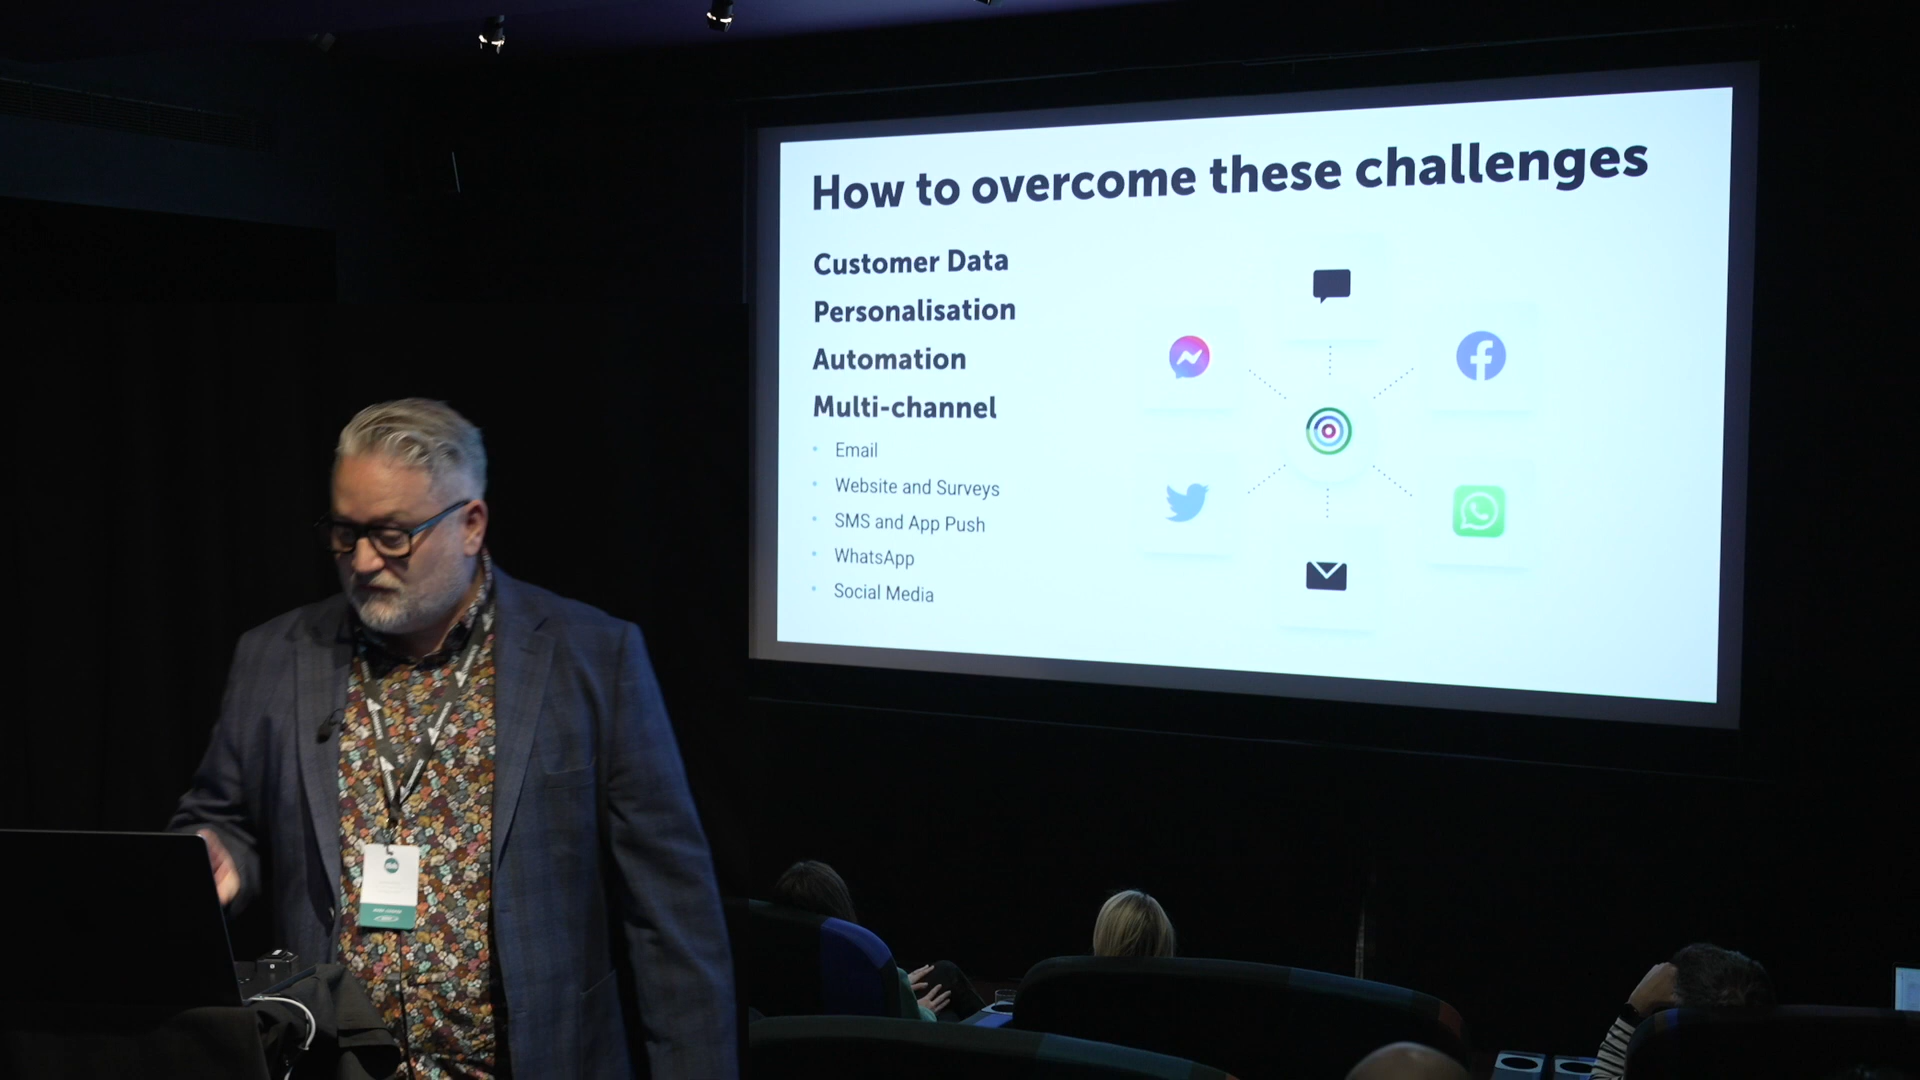 How to overcome these challenges
Customer Data
Personalisation
Automation
Multi-channel
Email
Website and Surveys
SMS and App Push
WhatsApp
Social Media